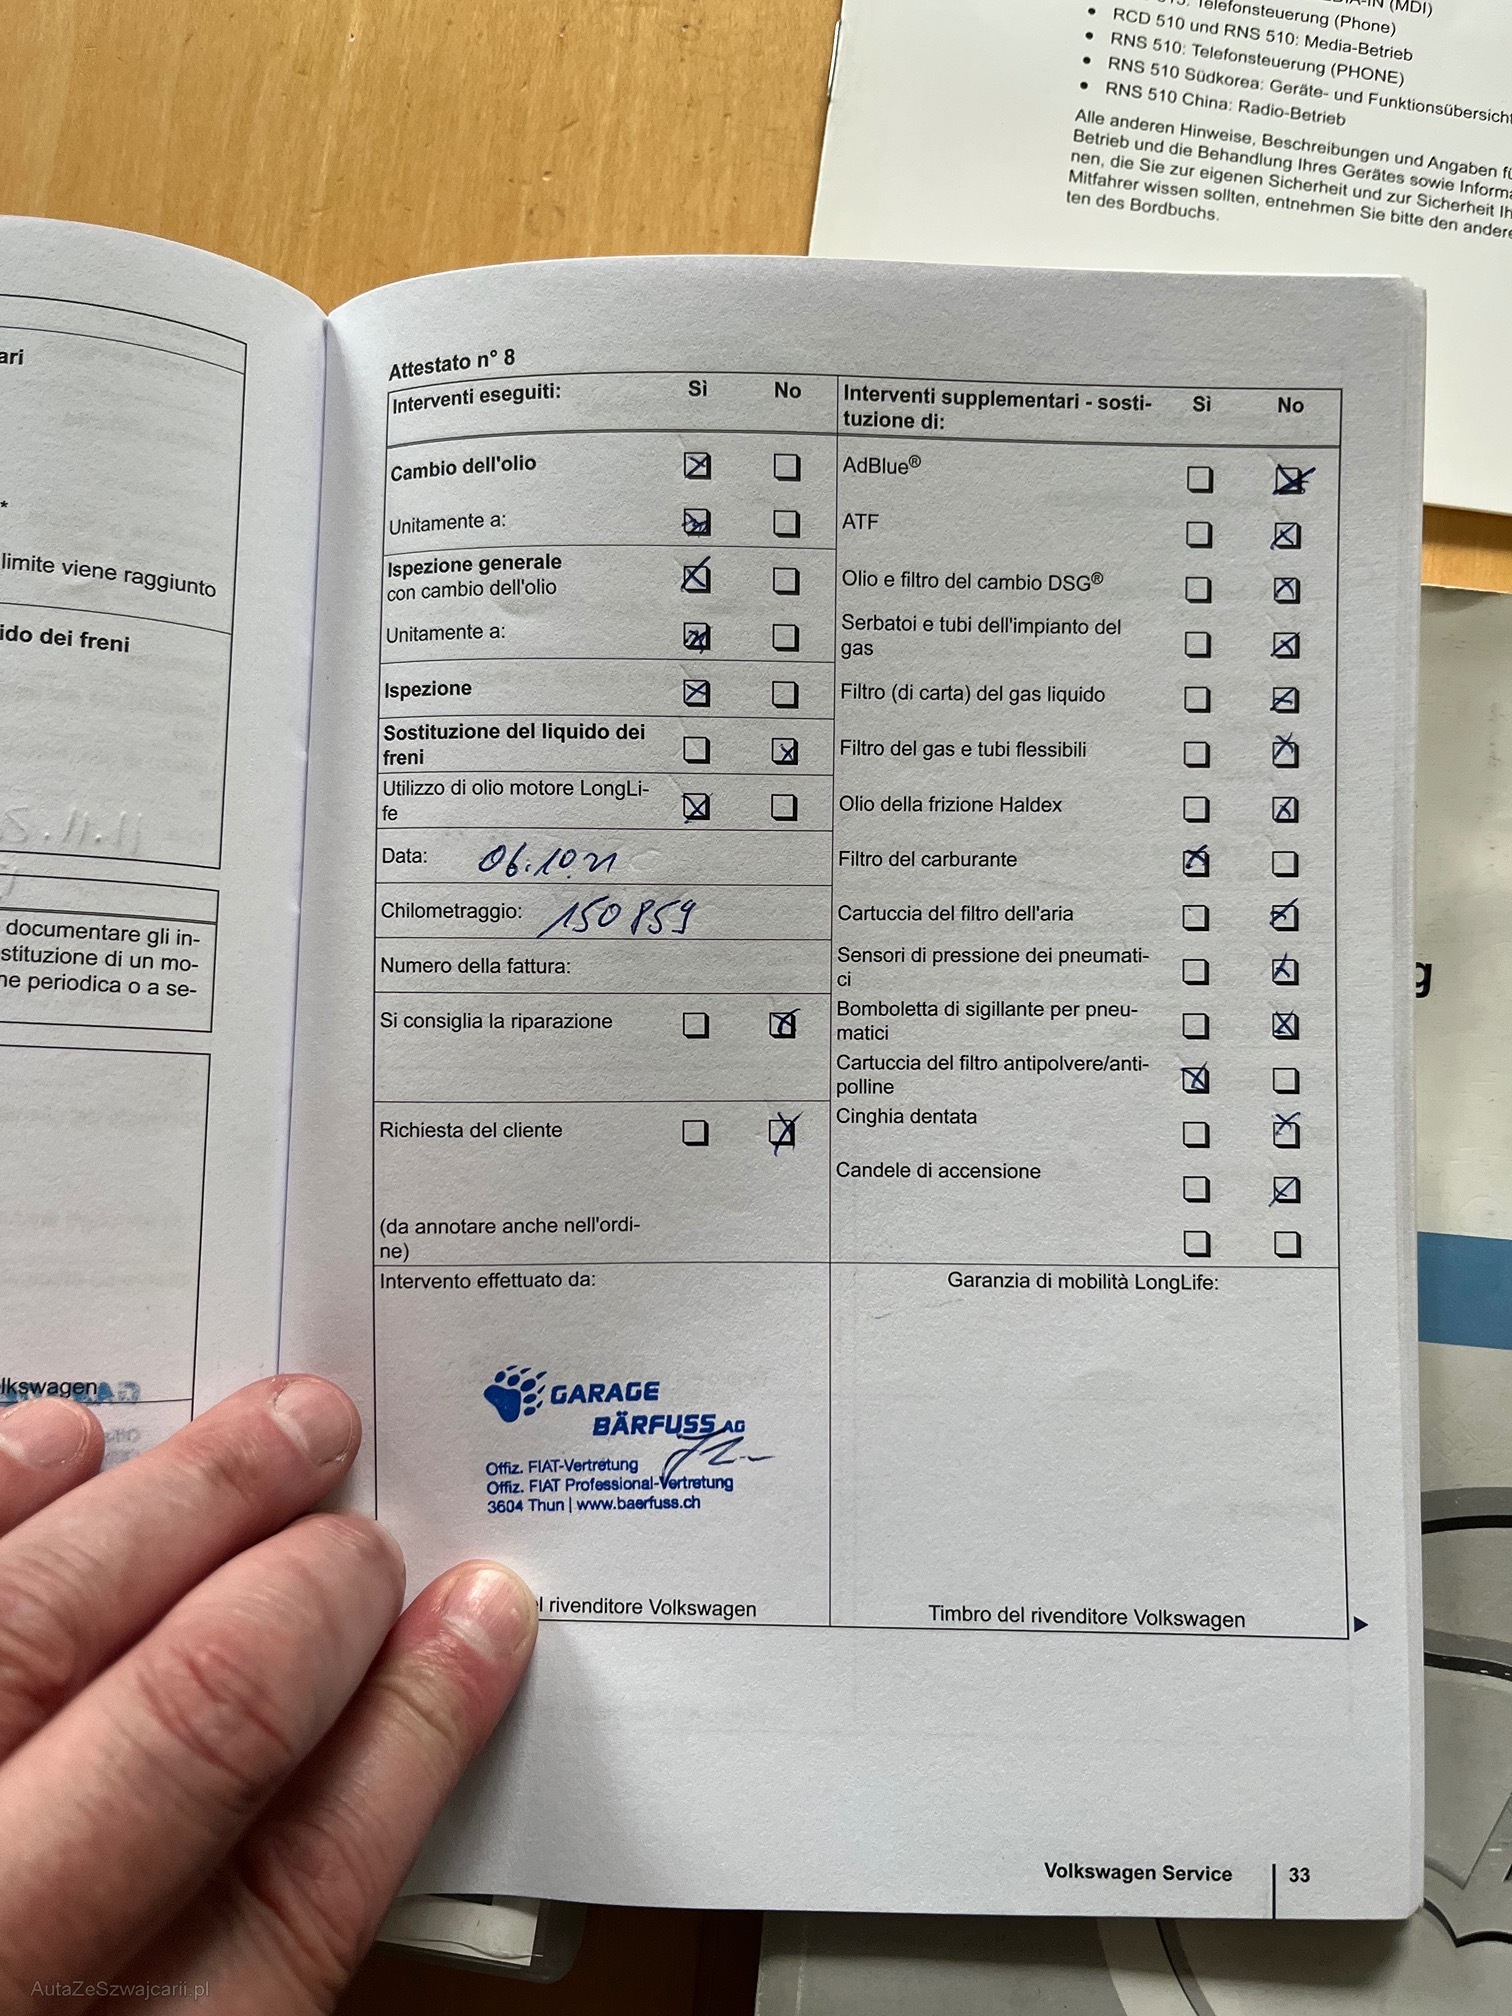 Telefonsteuerung (Phone)
• RCD 510 und RNS 510: Media-Betrieb
• RNS 510: Telefonsteuerung (PHONE)
• RNS 510 Südkorea: Geräte- und Funktionsübersicht
• RNS 510 China: Radio-Betrieb
Alle anderen Hinweise, Beschreibungen und Angaben
Betrieb und die Behandlung Ihres Gerätes sowie
nen, die Sie zur eigenen Sicherheit und zur Sicherheit
Mitfahrer wissen sollten, entnehmen Sie bitte den
ten des Bordbuchs.
ari
*
limite viene raggiunto
ido dei freni
documentare gli in-
stituzione di un mo-
ne periodica o a se-
lkswagen
Attestato n° 8
Interventi eseguiti: Sì No
Cambio dell'olio
Unitamente a:
Ispezione generale
con cambio dell'olio
Unitamente a:
Ispezione
Sostituzione del liquido dei
freni
Utilizzo di olio motore LongLi-
fe
Data: 06.10.21
Chilometraggio: 150859
Numero della fattura:
Si consiglia la riparazione
Richiesta del cliente
(da annotare anche nell'ordi-
ne)
Interventi supplementari - sosti- Sì No
tuzione di:
AdBlue®
ATF
Olio e filtro del cambio DSG®
Serbatoi e tubi dell'impianto del
gas
Filtro (di carta) del gas liquido
Filtro del gas e tubi flessibili
Olio della frizione Haldex
Filtro del carburante
Cartuccia del filtro dell'aria
Sensori di pressione dei pneumati-
ci
Bomboletta di sigillante per pneu-
matici
Cartuccia del filtro antipolvere/anti-
polline
Cinghia dentata
Candele di accensione
Intervento effettuato da:
GARAGE
BÄRFUSS AG
Offiz. FIAT-Vertretung
Offiz. FIAT Professional-Vertretung
3604 Thun | www.baerfuss.ch
l rivenditore Volkswagen
Garanzia di mobilità LongLife:
Timbro del rivenditore Volkswagen
Volkswagen Service | 33
g
AutaZeSzwajcarii.pl